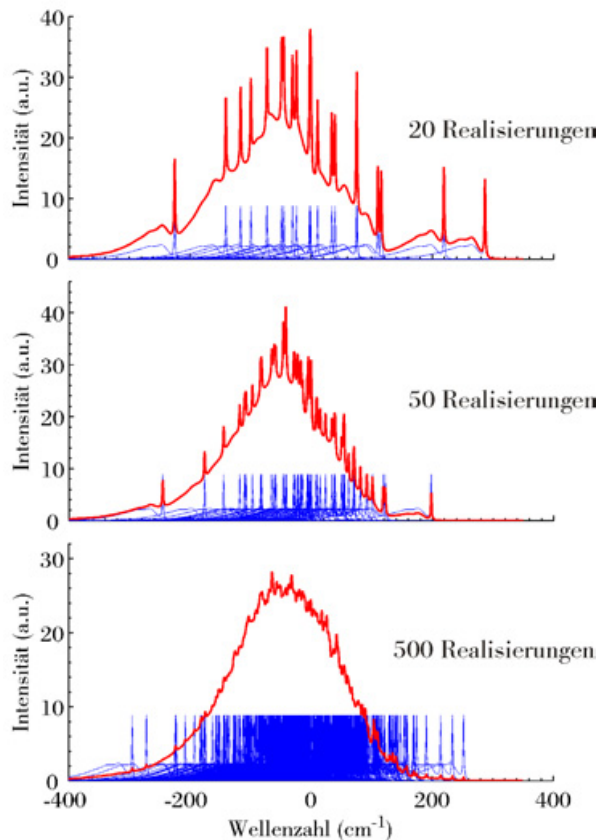 40
30
20
10
0
Intensität (a.u.)
20 Realisierungen
50
40
30
20
10
0
Intensität (a.u.)
50 Realisierungen
30
20
10
0
Intensität (a.u.)
500 Realisierungen
-400 -200 0 200 400
Wellenzahl (cm⁻¹)